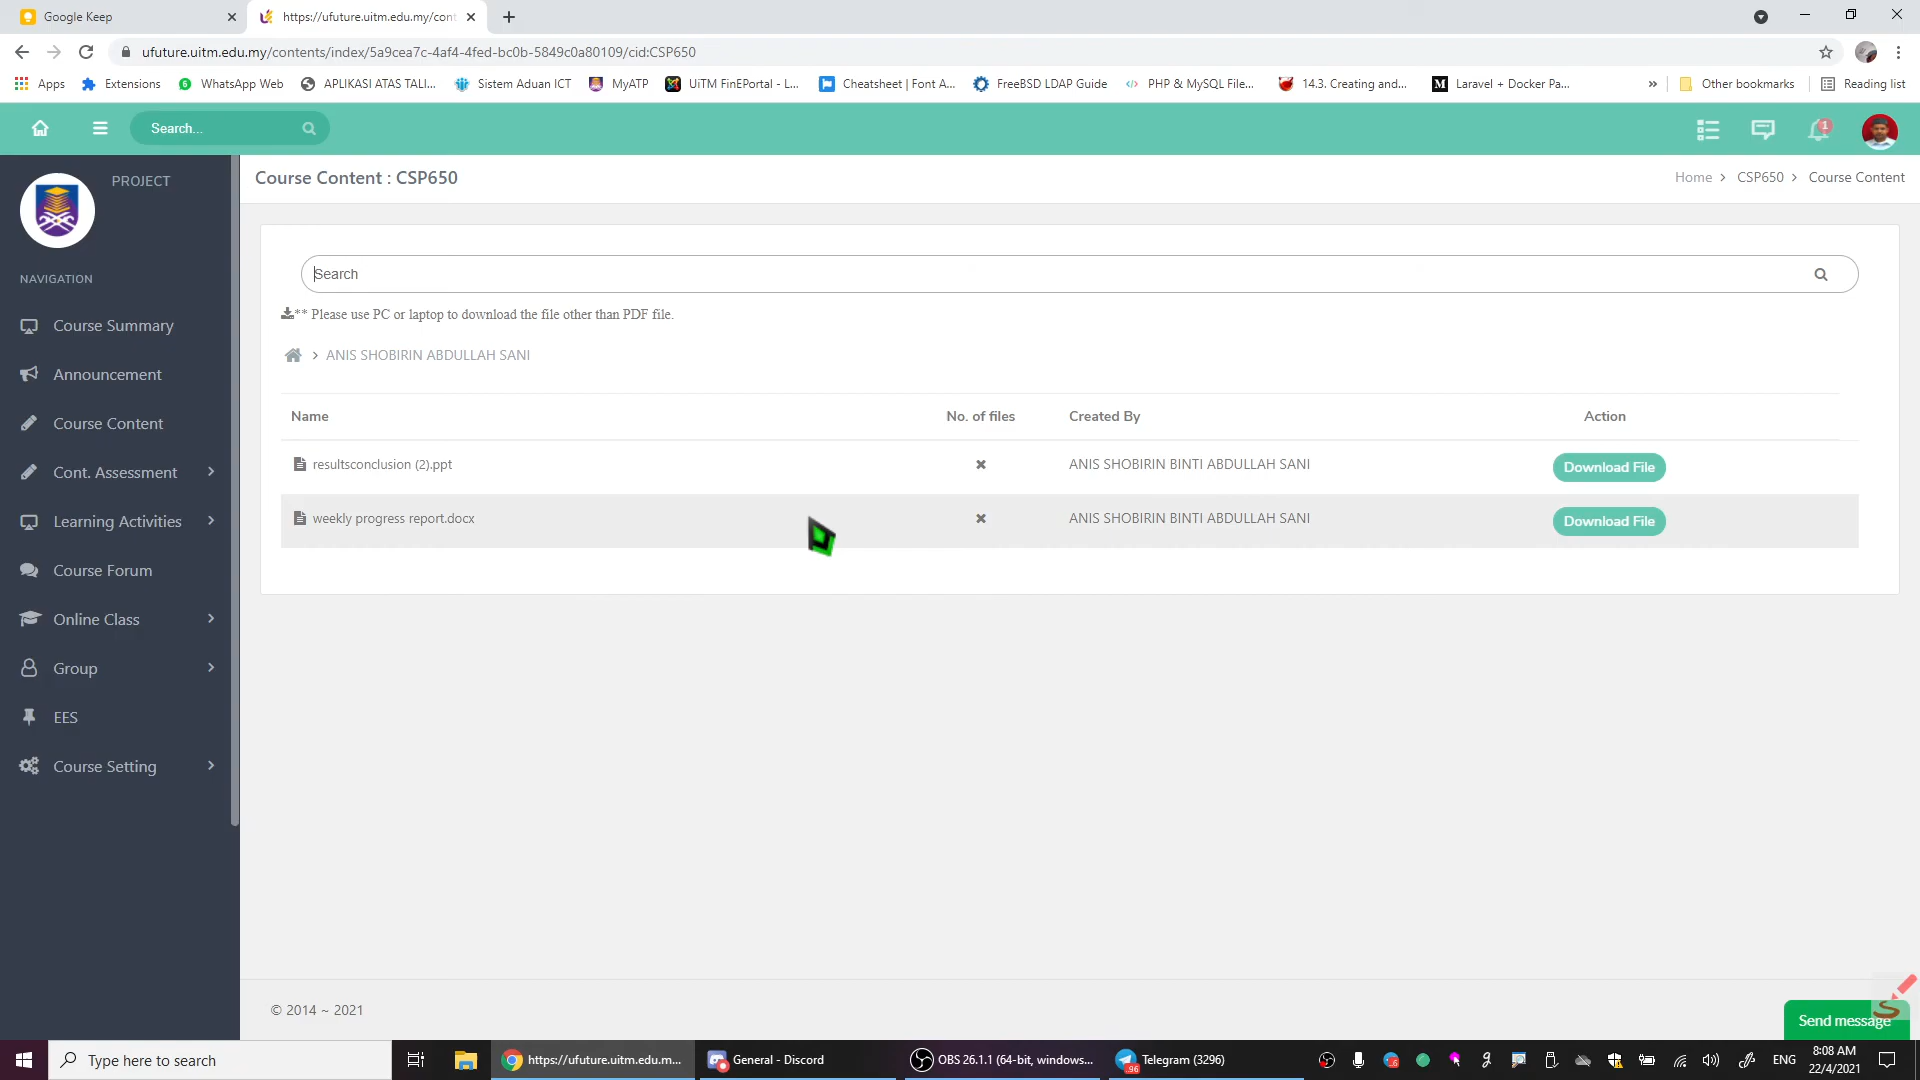 Google Keep
https://ufuture.uitm.edu.my/cont
ufuture.uitm.edu.my/contents/index/5a9cea7c-4af4-4fed-bc0b-5849c0a80109/cid:CSP650
Apps
Extensions
WhatsApp Web
APLIKASI ATAS TALI...
Sistem Aduan ICT
MyATP
UiTM FinEPortal - L...
Cheatsheet | Font A...
FreeBSD LDAP Guide
PHP & MySQL File...
14.3. Creating and...
Laravel + Docker Pa...
»
Other bookmarks
Reading list
Search...
1
PROJECT
Course Content : CSP650
Home > CSP650 > Course Content
NAVIGATION
Course Summary
Announcement
Course Content
Cont. Assessment
Learning Activities
Course Forum
Online Class
Group
EES
Course Setting
Search
** Please use PC or laptop to download the file other than PDF file.
> ANIS SHOBIRIN ABDULLAH SANI
Name No. of files Created By Action
resultsconclusion (2).ppt ANIS SHOBIRIN BINTI ABDULLAH SANI Download File
weekly progress report.docx ANIS SHOBIRIN BINTI ABDULLAH SANI Download File
© 2014 ~ 2021
Send message
Type here to search
https://ufuture.uitm.edu.m...
General - Discord
OBS 26.1.1 (64-bit, windows...
96
Telegram (3296)
ENG
8:08 AM
22/4/2021